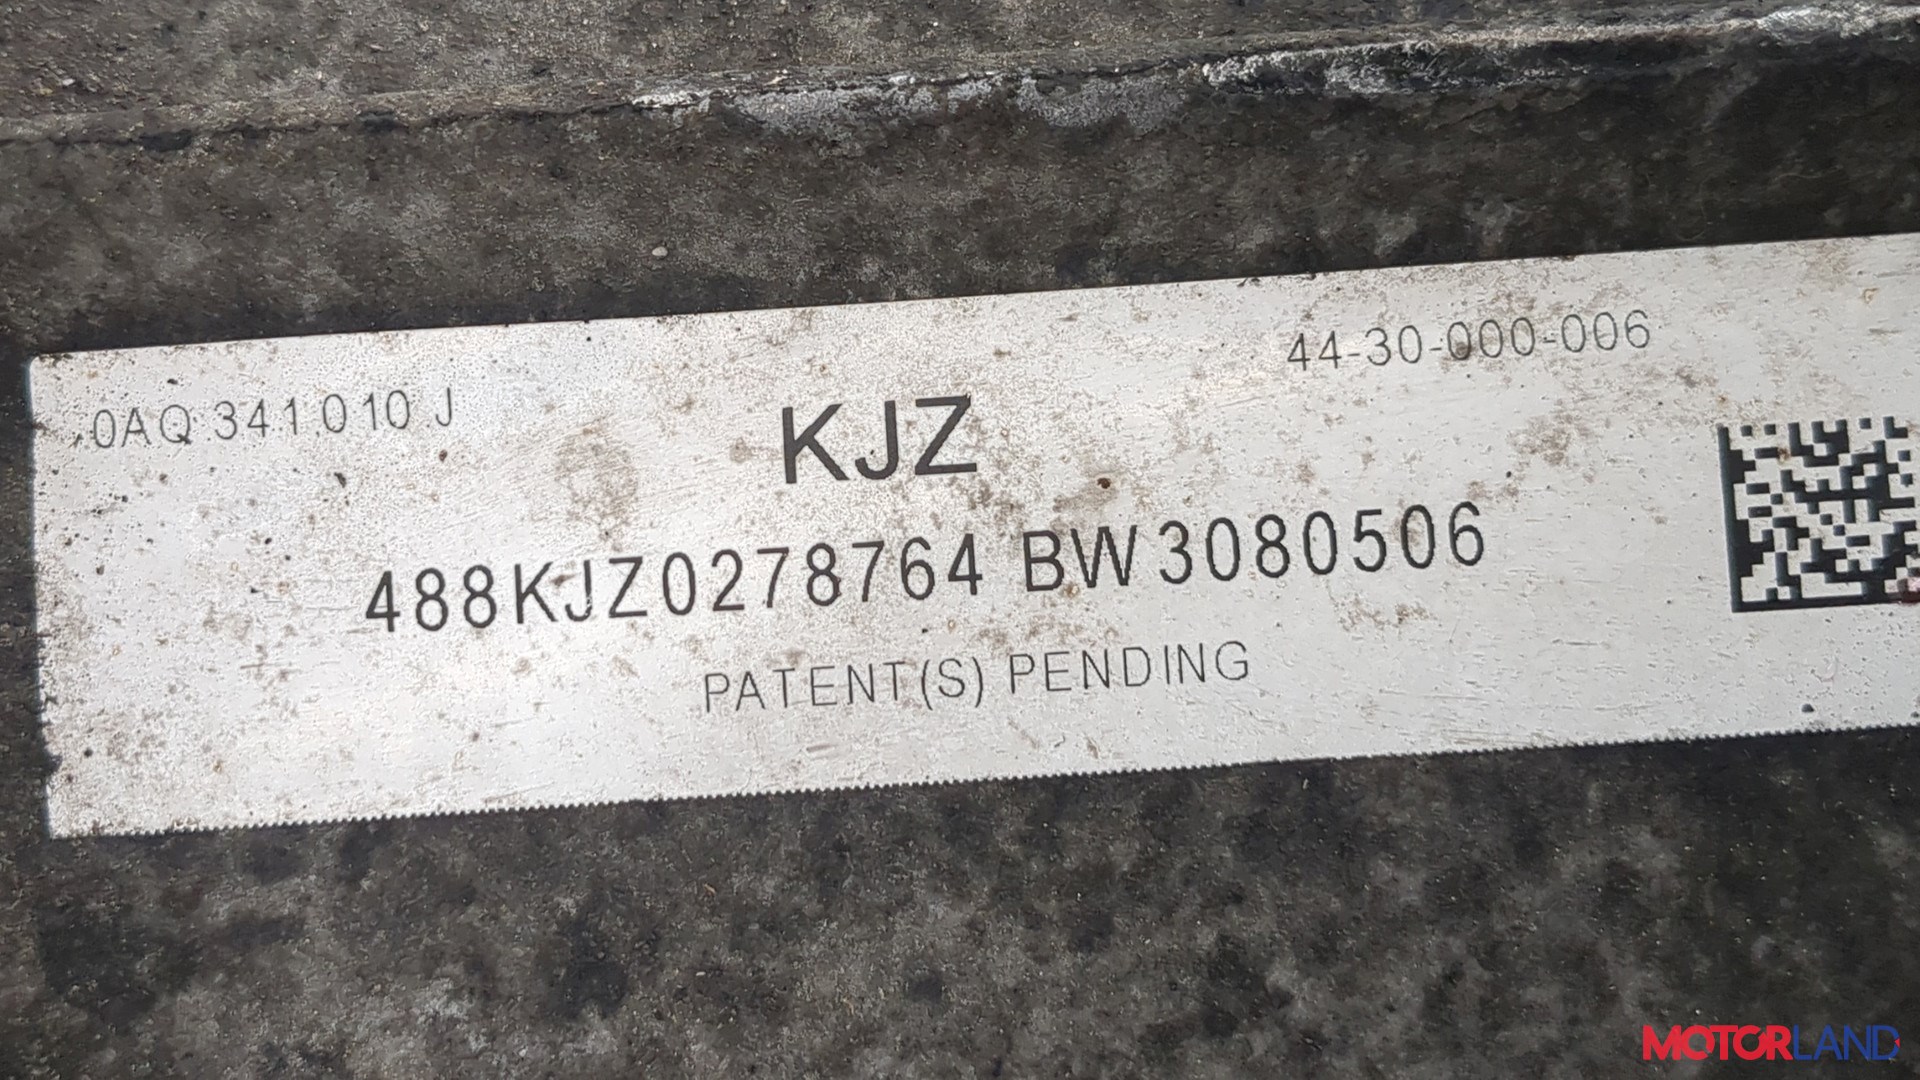 0AQ.341.010.J
44-30-000-006
KJZ
488KJZ0278764 BW3080506
PATENT(S) PENDING
MOTORLAND